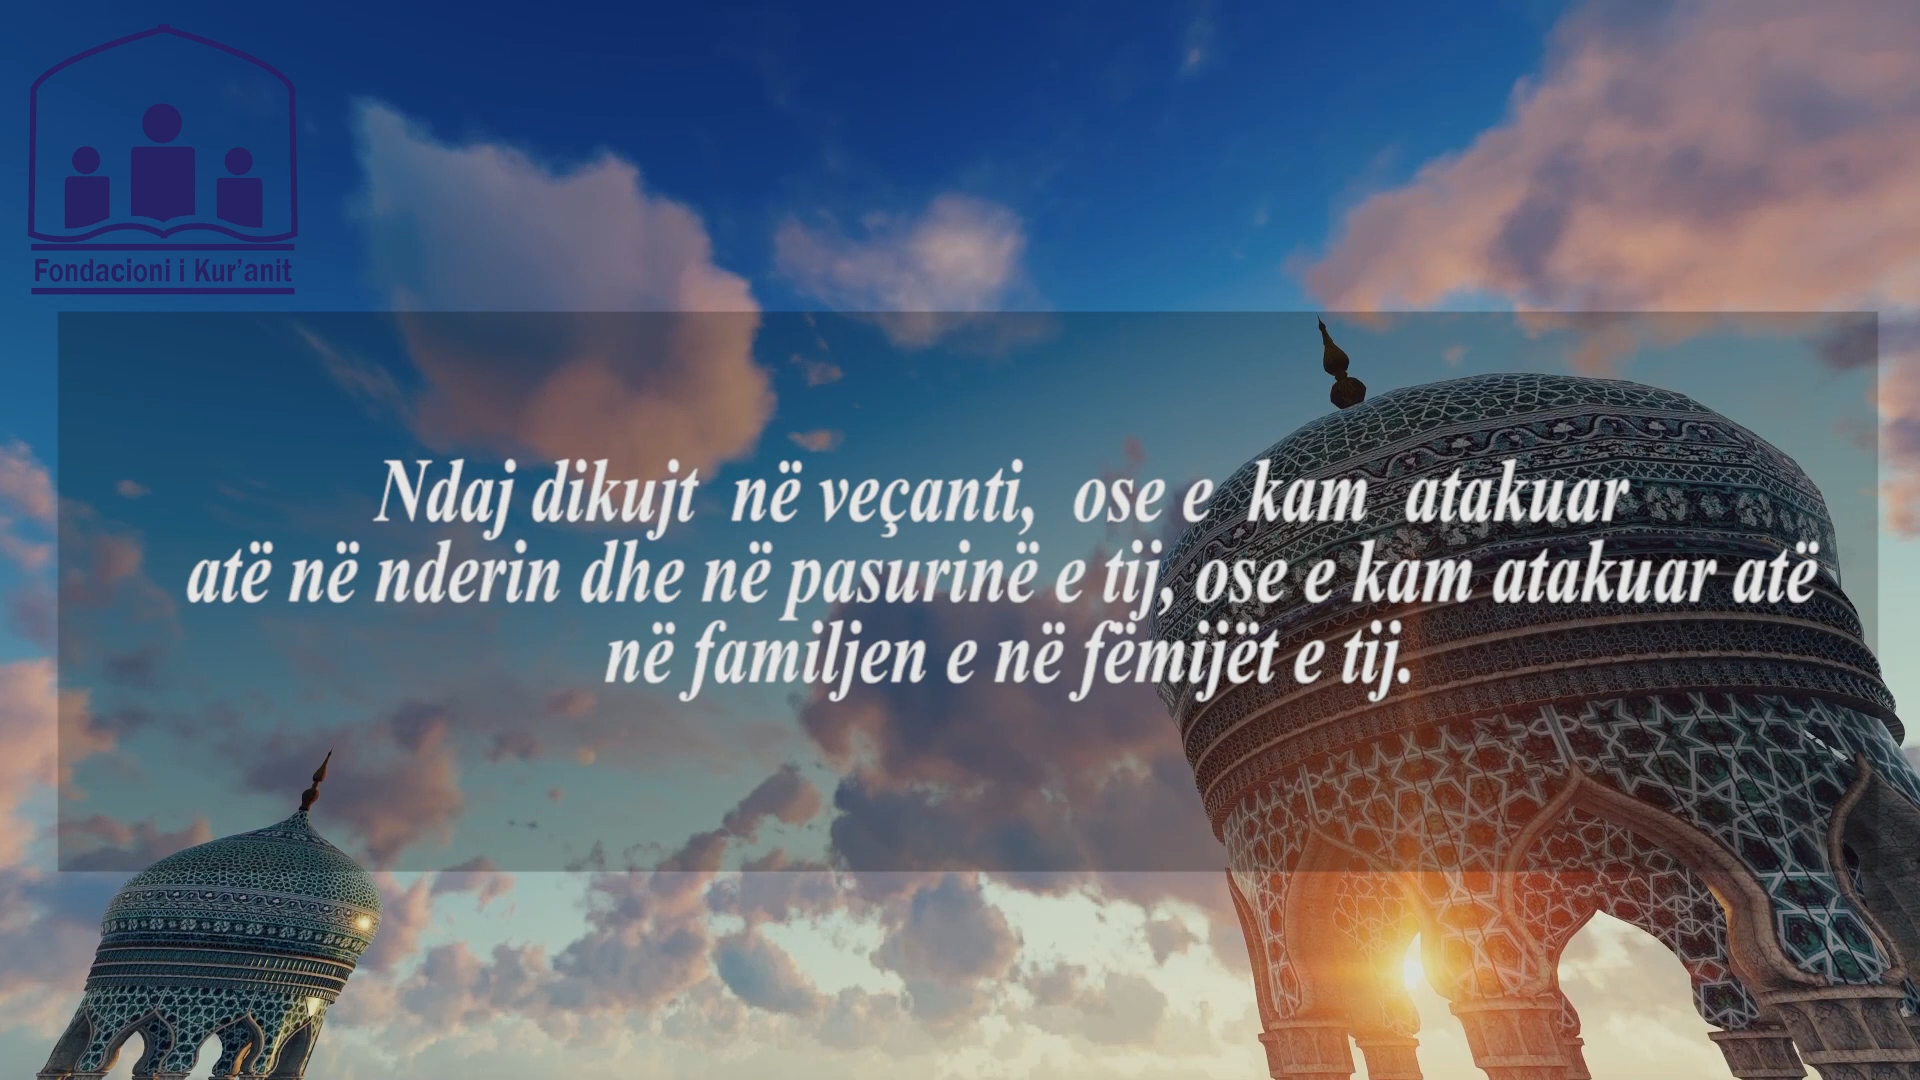 Fondacioni i Kur'anit
Ndaj dikujt në veçanti, ose e kam atakuar
atë në nderin dhe në pasurinë e tij, ose e kam atakuar atë
në familjen e në fëmijët e tij.